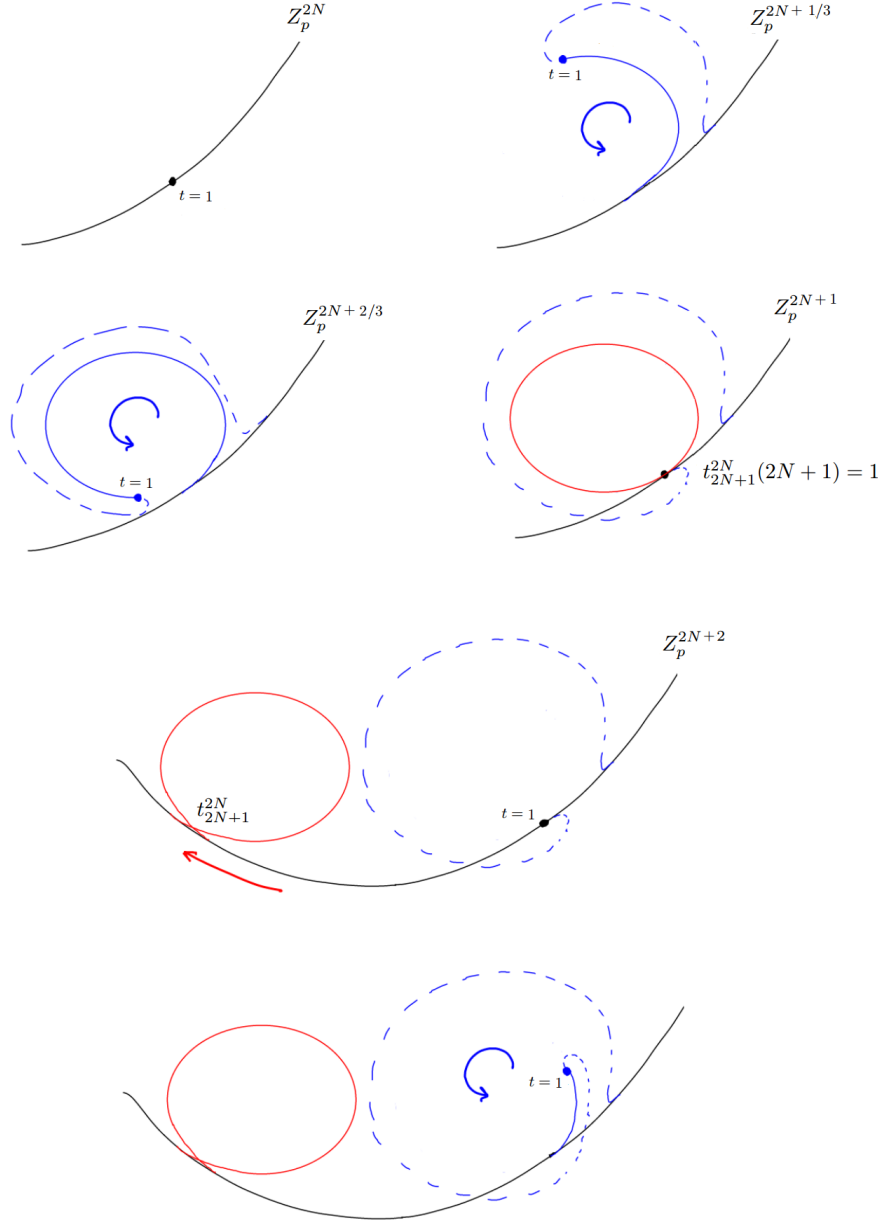 $Z_p^{2N}$
$t = 1$
$Z_p^{2N+1/3}$
$t = 1$
$Z_p^{2N+2/3}$
$t = 1$
$Z_p^{2N+1}$
$t_{2N+1}^{2N}(2N+1) = 1$
$Z_p^{2N+2}$
$t_{2N+1}^{2N}$
$t = 1$
$t = 1$